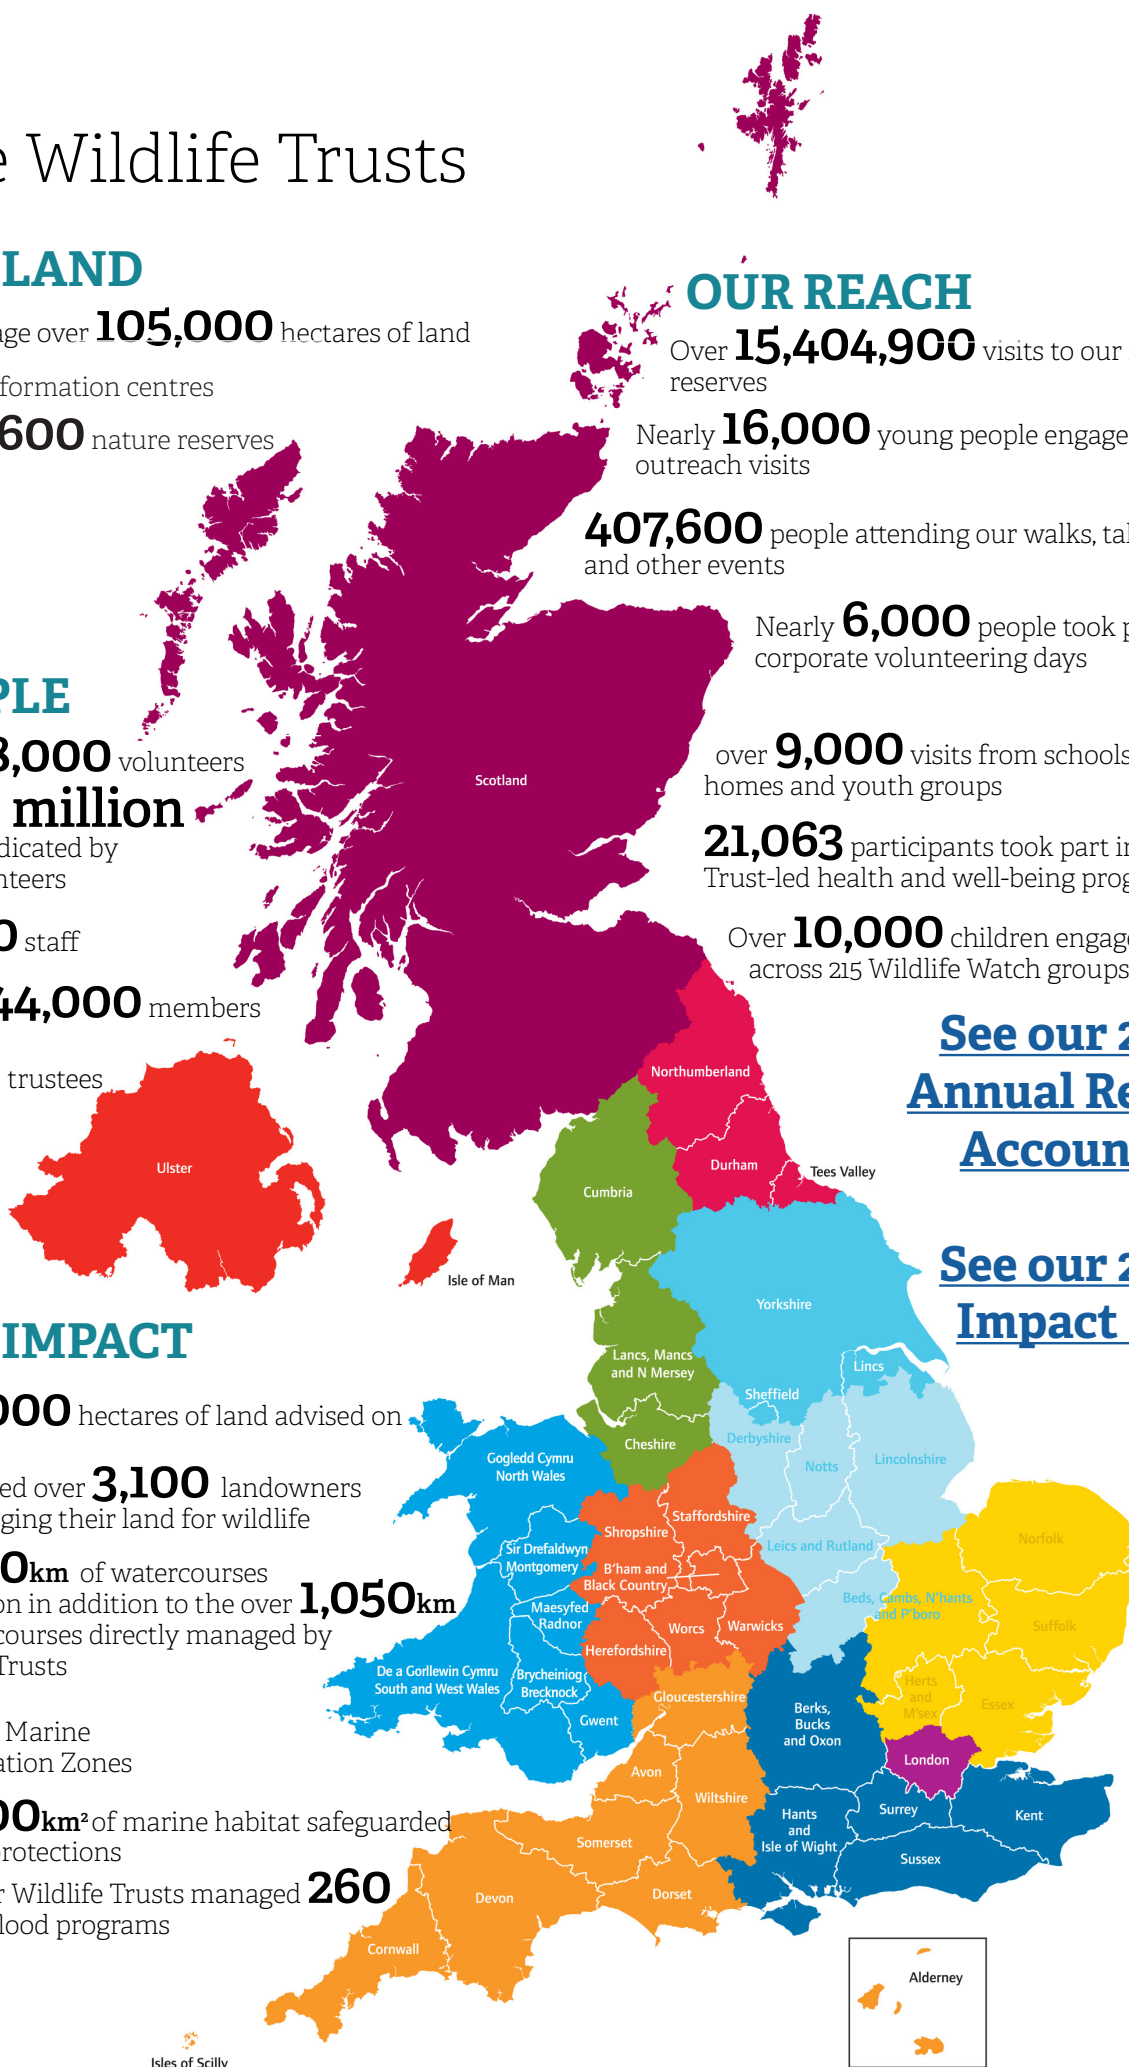 Wildlife Trusts
LAND
over 105,000 hectares of land
formation centres
600 nature reserves
OUR REACH
Over 15,404,900 visits to our
reserves
Nearly 16,000 young people engage
outreach visits
407,600 people attending our walks,
and other events
Nearly 6,000 people took
corporate volunteering days
over 9,000 visits from schools
homes and youth groups
21,063 participants took part
Trust-led health and well-being
Over 10,000 children
across 215 Wildlife Watch groups
PLE
8,000 volunteers
million
dicated by
nteers
0 staff
44,000 members
trustees
See our
Annual
Accoun
See our
Impact
IMPACT
000 hectares of land advised on
ed over 3,100 landowners
ging their land for wildlife
0km of watercourses
on in addition to the over 1,050km
courses directly managed by
Trusts
Marine
ation Zones
00km² of marine habitat safeguarded
rotections
r Wildlife Trusts managed 260
lood programs
Scotland
Northumberland
Durham
Tees Valley
Cumbria
Ulster
Isle of Man
Yorkshire
Lancs, Mancs
and N Mersey
Lincs
Sheffield
Cheshire
Derbyshire
Notts
Lincolnshire
Gogledd Cymru
North Wales
Staffordshire
Shropshire
Sir Drefaldwyn
Montgomery
B'ham and
Black Country
Leics and Rutland
Norfolk
Beds, Cambs, N'hants
and P'boro
Suffolk
Maesyfed
Radnor
Worcs
Warwicks
Herefordshire
De a Gorllewin Cymru
South and West Wales
Brycheiniog
Brecknock
Gwent
Gloucestershire
Herts
and
M'sex
Essex
Berks,
Bucks
and Oxon
London
Avon
Wiltshire
Hants
and
Isle of Wight
Surrey
Kent
Sussex
Somerset
Dorset
Devon
Cornwall
Alderney
Isles of Scilly